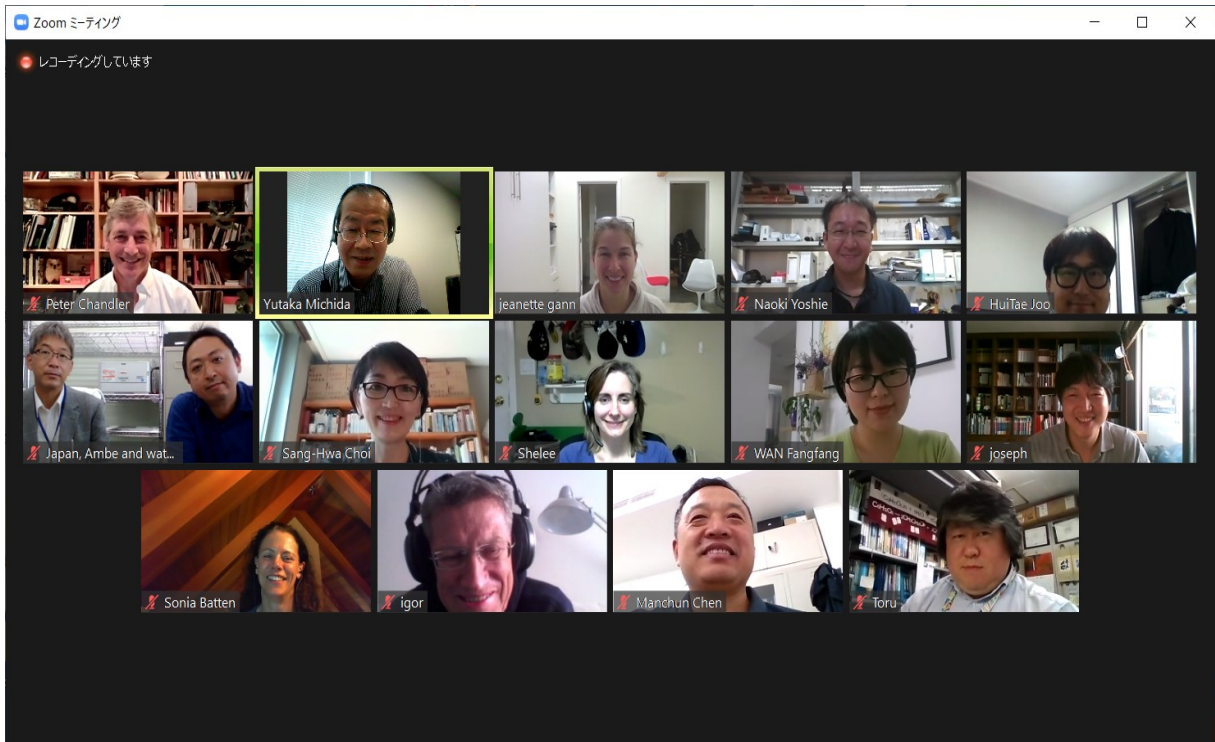 Zoom ミーティング
レコーディングしています
Peter Chandler
Yutaka Michida
jeanette gann
Naoki Yoshie
HuiTae Joo
Japan, Ambe and wat...
Sang-Hwa Choi
Shelee
WAN Fangfang
joseph
Sonia Batten
igor
Manchun Chen
Toru